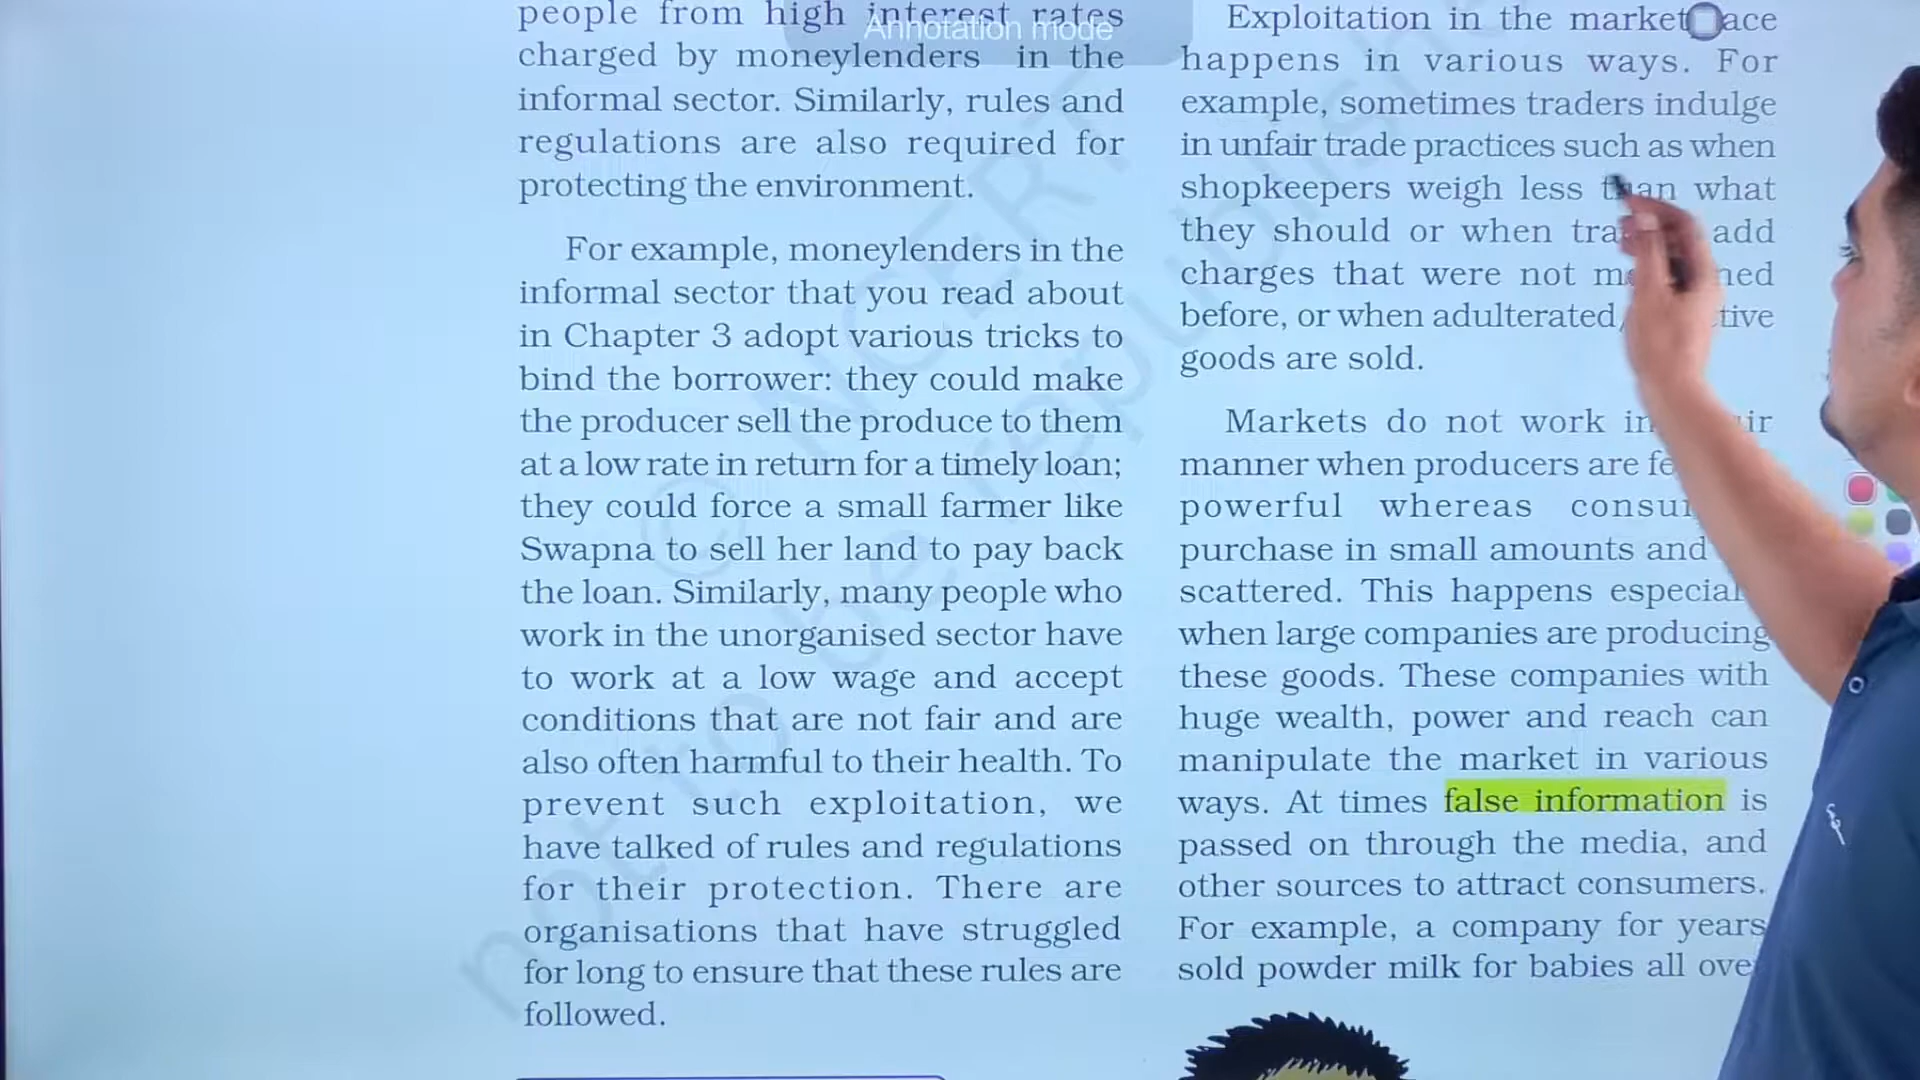 people from high interest rates
charged by moneylenders in the
informal sector. Similarly, rules and
regulations are also required for
protecting the environment.
For example, moneylenders in the
informal sector that you read about
in Chapter 3 adopt various tricks to
bind the borrower: they could make
the producer sell the produce to them
at a low rate in return for a timely loan;
they could force a small farmer like
Swapna to sell her land to pay back
the loan. Similarly, many people who
work in the unorganised sector have
to work at a low wage and accept
conditions that are not fair and are
also often harmful to their health. To
prevent such exploitation, we
have talked of rules and regulations
for their protection. There are
organisations that have struggled
for long to ensure that these rules are
followed.
Annotation mode
Exploitation in the
happens in various ways. For
example, sometimes traders indulge
in unfair trade practices such as when
shopkeepers weigh less than what
they should or when add
charges that were not
before, or when adulterated
goods are sold.
Markets do not work
manner when producers are
powerful whereas
purchase in small amounts and
scattered. This happens
when large companies are producing
these goods. These companies with
huge wealth, power and reach can
manipulate the market in various
ways. At times false information is
passed on through the media, and
other sources to attract consumers.
For example, a company for years
sold powder milk for babies all
© NCERT
not to be republished